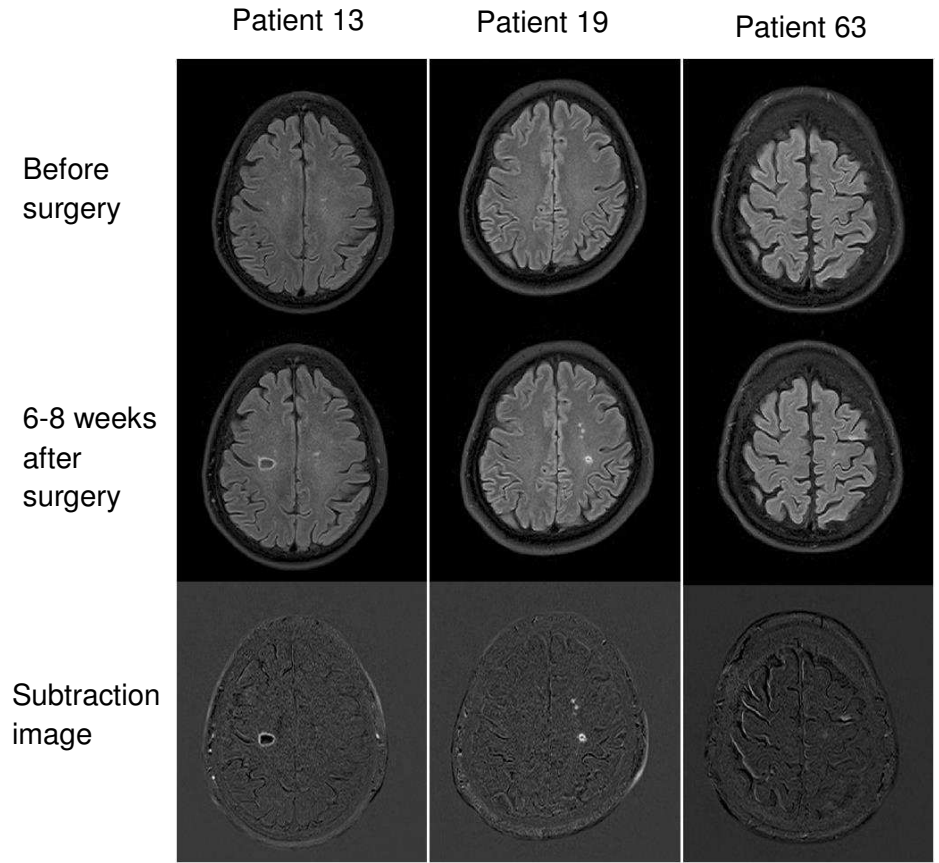 Patient 13
Patient 19
Patient 63
Before
surgery
6-8 weeks
after
surgery
Subtraction
image